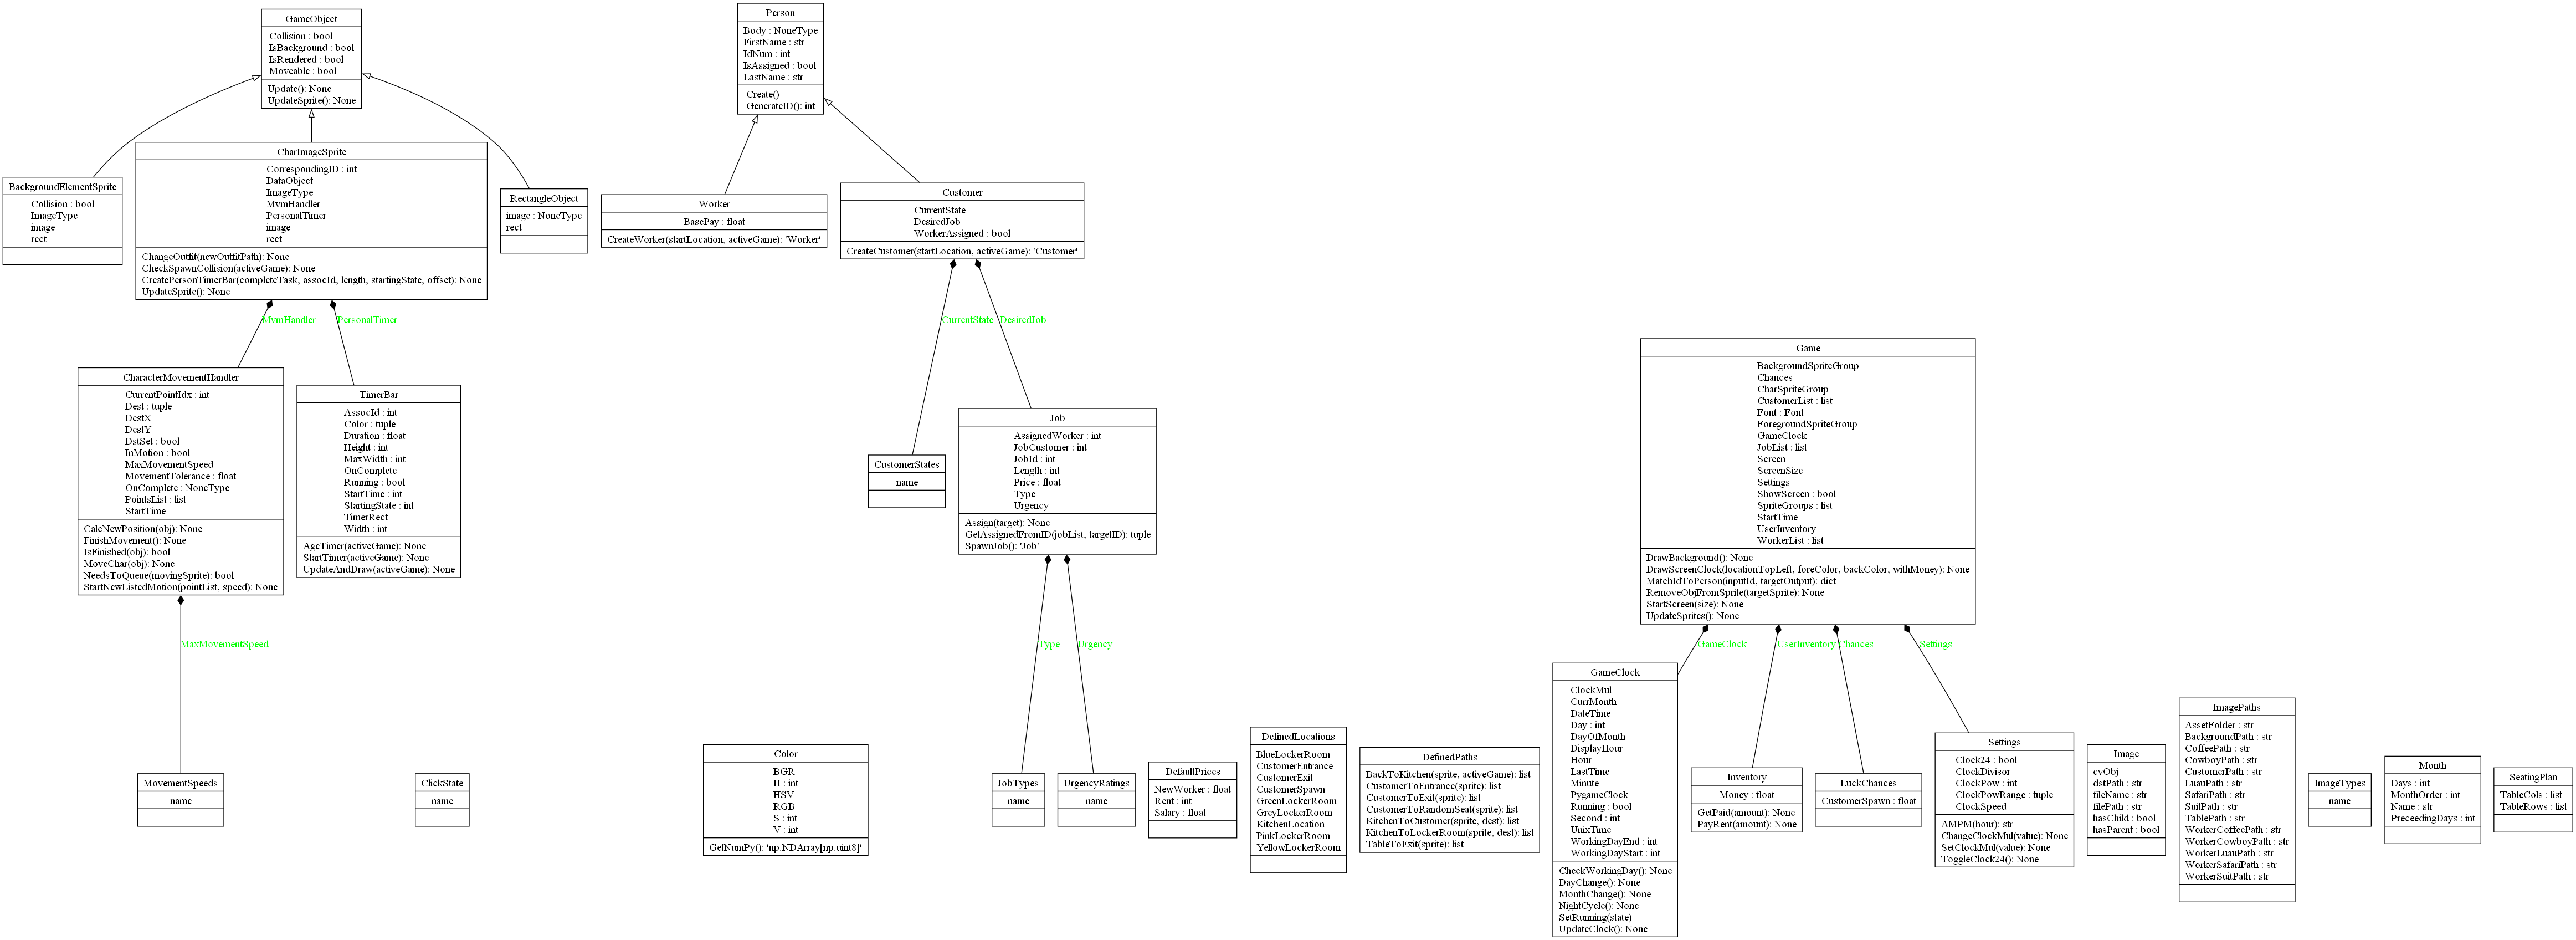 GameObject
Collision : bool
IsBackground : bool
IsRendered : bool
Moveable : bool
Update(): None
UpdateSprite(): None
Person
Body : NoneType
FirstName : str
IdNum : int
IsAssigned : bool
LastName : str
Create()
GenerateID(): int
BackgroundElementSprite
Collision : bool
ImageType
image
rect
CharImageSprite
CorrespondingID : int
DataObject
ImageType
MvmHandler
PersonalTimer
image
rect
ChangeOutfit(newOutfitPath): None
CheckSpawnCollision(activeGame): None
CreatePersonTimerBar(completeTask, assocId, length, startingState, offset): None
UpdateSprite(): None
RectangleObject
image : NoneType
rect
Worker
BasePay : float
CreateWorker(startLocation, activeGame): 'Worker'
Customer
CurrentState
DesiredJob
WorkerAssigned : bool
CreateCustomer(startLocation, activeGame): 'Customer'
MvmHandler
PersonalTimer
CurrentState
DesiredJob
CharacterMovementHandler
CurrentPointIdx : int
Dest : tuple
DestX
DestY
DstSet : bool
InMotion : bool
MaxMovementSpeed
MovementTolerance : float
OnComplete : NoneType
PointsList : list
StartTime
CalcNewPosition(obj): None
FinishMovement(): None
IsFinished(obj): bool
MoveChar(obj): None
NeedsToQueue(movingSprite): bool
StartNewListedMotion(pointList, speed): None
TimerBar
AssocId : int
Color : tuple
Duration : float
Height : int
MaxWidth : int
OnComplete
Running : bool
StartTime : int
StartingState : int
TimerRect
Width : int
AgeTimer(activeGame): None
StartTimer(activeGame): None
UpdateAndDraw(activeGame): None
CustomerStates
name
Job
AssignedWorker : int
JobCustomer : int
JobId : int
Length : int
Price : float
Type
Urgency
Assign(target): None
GetAssignedFromID(jobList, targetID): tuple
SpawnJob(): 'Job'
Game
BackgroundSpriteGroup
Chances
CharSpriteGroup
CustomerList : list
Font : Font
ForegroundSpriteGroup
GameClock
JobList : list
Screen
ScreenSize
Settings
ShowScreen : bool
SpriteGroups : list
StartTime
UserInventory
WorkerList : list
DrawBackground(): None
DrawScreenClock(locationTopLeft, foreColor, backColor, withMoney): None
MatchIdToPerson(inputId, targetOutput): dict
RemoveObjFromSprite(targetSprite): None
StartScreen(size): None
UpdateSprites(): None
MaxMovementSpeed
Type
Urgency
GameClock
UserInventory
Chances
Settings
MovementSpeeds
name
ClickState
name
Color
BGR
H : int
HSV
RGB
S : int
V : int
GetNumPy(): 'np.NDArray[np.uint8]'
JobTypes
name
UrgencyRatings
name
DefaultPrices
NewWorker : float
Rent : int
Salary : float
DefinedLocations
BlueLockerRoom
CustomerEntrance
CustomerExit
CustomerSpawn
GreenLockerRoom
GreyLockerRoom
KitchenLocation
PinkLockerRoom
YellowLockerRoom
DefinedPaths
BackToKitchen(sprite, activeGame): list
CustomerToEntrance(sprite): list
CustomerToExit(sprite): list
CustomerToRandomSeat(sprite): list
KitchenToCustomer(sprite, dest): list
KitchenToLockerRoom(sprite, dest): list
TableToExit(sprite): list
GameClock
ClockMul
CurrMonth
DateTime
Day : int
DayOfMonth
DisplayHour
Hour
LastTime
Minute
PygameClock
Running : bool
Second : int
UnixTime
WorkingDayEnd : int
WorkingDayStart : int
CheckWorkingDay(): None
DayChange(): None
MonthChange(): None
NightCycle(): None
SetRunning(state)
UpdateClock(): None
Inventory
Money : float
GetPaid(amount): None
PayRent(amount): None
LuckChances
CustomerSpawn : float
Settings
Clock24 : bool
ClockDivisor
ClockPow : int
ClockPowRange : tuple
ClockSpeed
AMPM(hour): str
ChangeClockMul(value): None
SetClockMul(value): None
ToggleClock24(): None
Image
cvObj
dstPath : str
fileName : str
filePath : str
hasChild : bool
hasParent : bool
ImagePaths
AssetFolder : str
BackgroundPath : str
CoffeePath : str
CowboyPath : str
CustomerPath : str
LuauPath : str
SafariPath : str
SuitPath : str
TablePath : str
WorkerCoffeePath : str
WorkerCowboyPath : str
WorkerLuauPath : str
WorkerSafariPath : str
WorkerSuitPath : str
ImageTypes
name
Month
Days : int
MonthOrder : int
Name : str
PreceedingDays : int
SeatingPlan
TableCols : list
TableRows : list